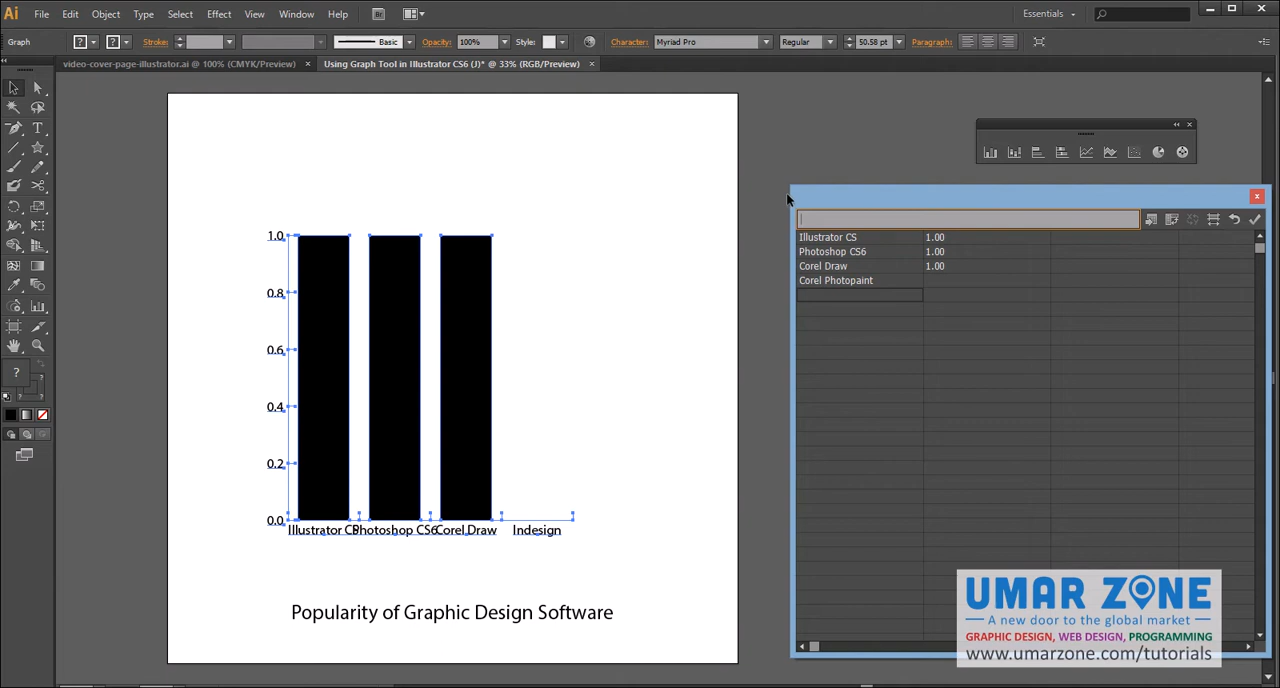 Ai File Edit Object Type Select Effect View Window Help Br Essentials
Graph Stroke: Basic Opacity: 100% Style: Character: Myriad Pro Regular 50.58 pt Paragraph:
video-cover-page-illustrator.ai @ 100% (CMYK/Preview) × Using Graph Tool in Illustrator CS6 (J)* @ 33% (RGB/Preview) ×
Illustrator CS 1.00
Photoshop CS6 1.00
Corel Draw 1.00
Corel Photopaint
1.0
0.8
0.6
0.4
0.2
0.0
Illustrator CS Photoshop CS6 Corel Draw Indesign
Popularity of Graphic Design Software
UMAR ZONE
A new door to the global market
GRAPHIC DESIGN, WEB DESIGN, PROGRAMMING
www.umarzone.com/tutorials